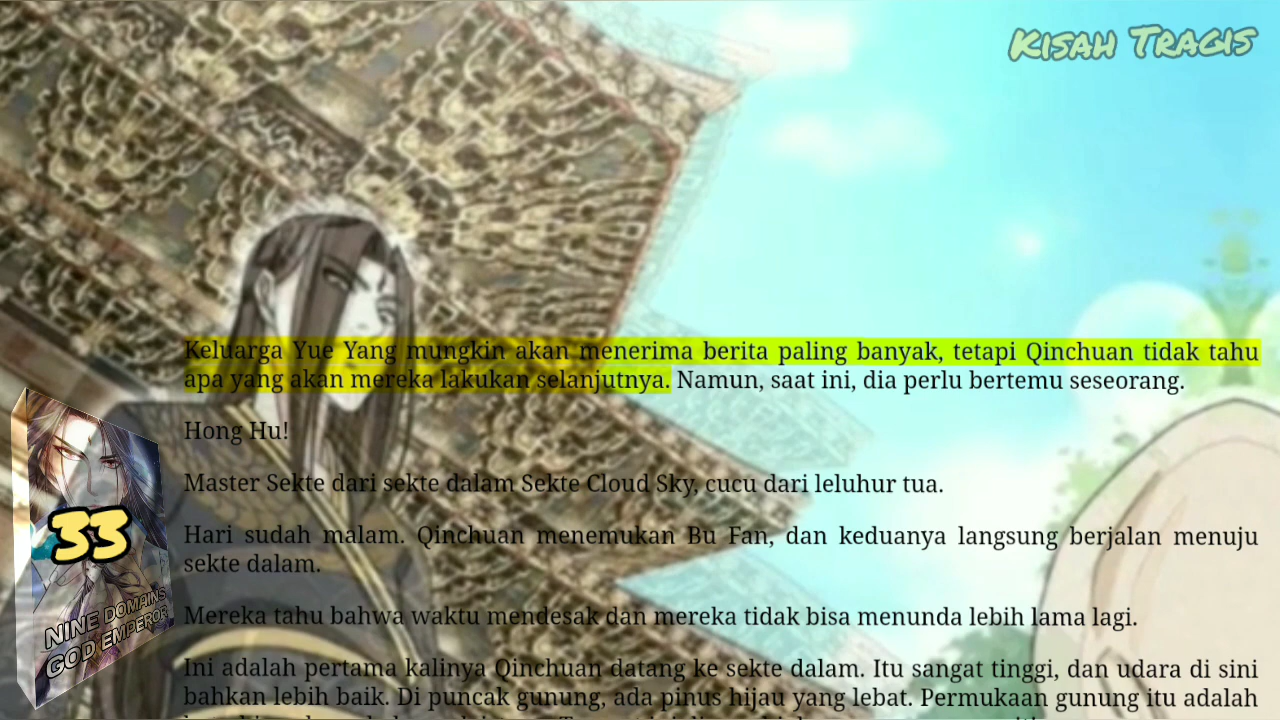 Kisah Tragis
Keluarga Yue Yang mungkin akan menerima berita paling banyak, tetapi Qinchuan tidak tahu
apa yang akan mereka lakukan selanjutnya. Namun, saat ini, dia perlu bertemu seseorang.
Hong Hu!
Master Sekte dari sekte dalam Sekte Cloud Sky, cucu dari leluhur tua.
Hari sudah malam. Qinchuan menemukan Bu Fan, dan keduanya langsung berjalan menuju
sekte dalam.
Mereka tahu bahwa waktu mendesak dan mereka tidak bisa menunda lebih lama lagi.
Ini adalah pertama kalinya Qinchuan datang ke sekte dalam. Itu sangat tinggi, dan udara di sini
bahkan lebih baik. Di puncak gunung, ada pinus hijau yang lebat. Permukaan gunung itu adalah
33
NINE DOMAINS
GOD EMPEROR